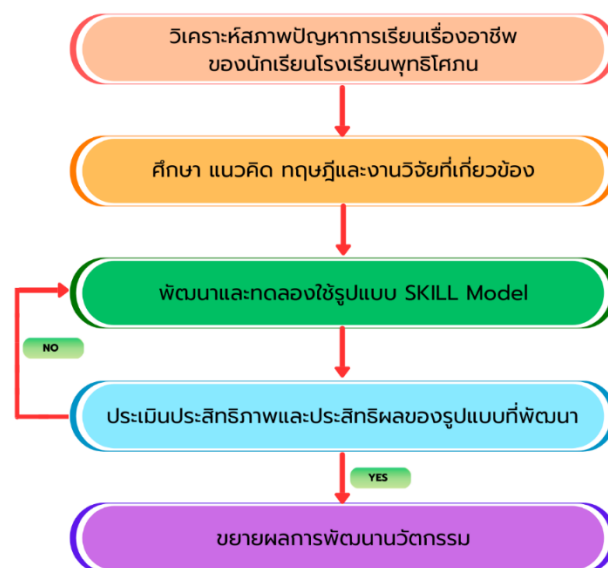 วิเคราะห์สภาพปัญหาการเรียนเรื่องอาชีพ
ของนักเรียนโรงเรียนพุทธิโศภน
ศึกษา แนวคิด ทฤษฎีและงานวิจัยที่เกี่ยวข้อง
พัฒนาและทดลองใช้รูปแบบ SKILL Model
NO
ประเมินประสิทธิภาพและประสิทธิผลของรูปแบบที่พัฒนา
YES
ขยายผลการพัฒนานวัตกรรม